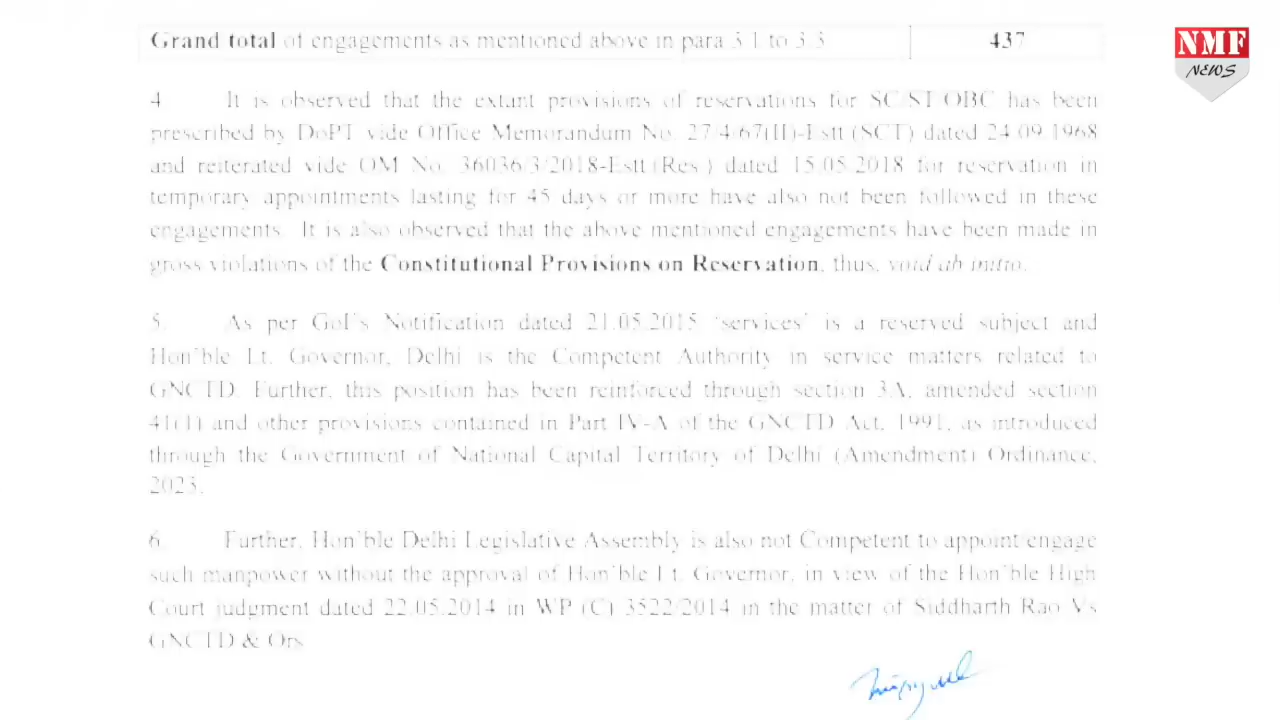 Grand total of engagements as mentioned above in para 3.1 to 3.3 437
NMF
NEWS
4. It is observed that the extant provisions of reservations for SC/ST/OBC has been
prescribed by DoPT vide Office Memorandum No. 27/4/67(II)-Estt.(SCT) dated 24.09.1968
and reiterated vide OM No. 36036/3/2018-Estt.(Res.) dated 15.05.2018 for reservation in
temporary appointments lasting for 45 days or more have also not been followed in these
engagements. It is also observed that the above mentioned engagements have been made in
gross violations of the Constitutional Provisions on Reservation, thus, void ab initio.
5. As per GoI's Notification dated 21.05.2015 'services' is a reserved subject and
Hon'ble Lt. Governor, Delhi is the Competent Authority in service matters related to
GNCTD. Further, this position has been reinforced through section 3A, amended section
41(1) and other provisions contained in Part IV-A of the GNCTD Act, 1991, as introduced
through the Government of National Capital Territory of Delhi (Amendment) Ordinance,
2023.
6. Further, Hon'ble Delhi Legislative Assembly is also not Competent to appoint/engage
such manpower without the approval of Hon'ble Lt. Governor, in view of the Hon'ble High
Court judgment dated 22.05.2014 in WP (C) 3522/2014 in the matter of Siddharth Rao Vs
GNCTD & Ors.